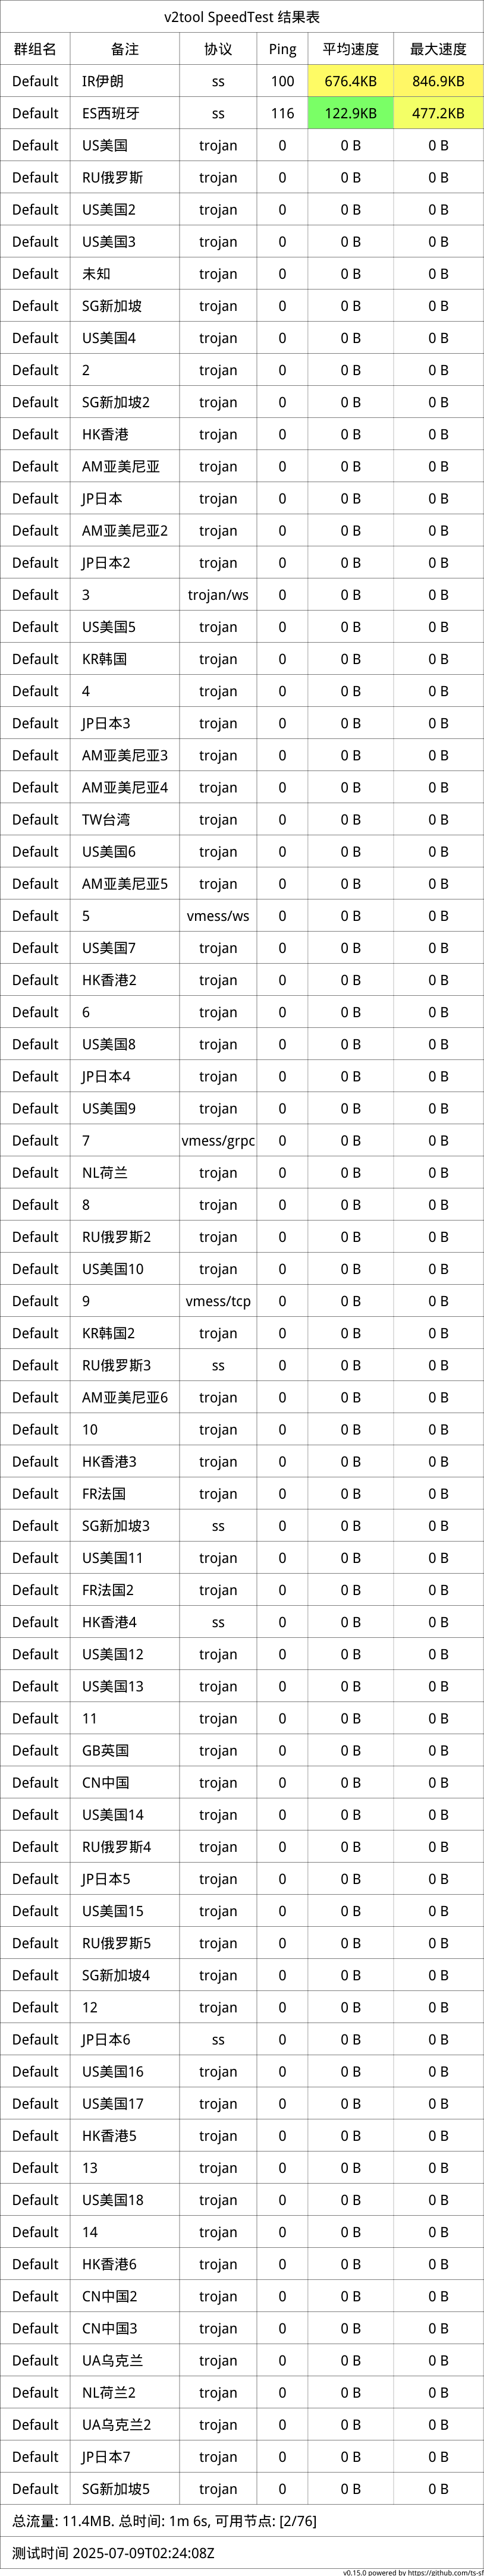 v2tool SpeedTest 结果表
群组名 备注 协议 Ping 平均速度 最大速度
Default IR伊朗 ss 100 676.4KB 846.9KB
Default ES西班牙 ss 116 122.9KB 477.2KB
Default US美国 trojan 0 0 B 0 B
Default RU俄罗斯 trojan 0 0 B 0 B
Default US美国2 trojan 0 0 B 0 B
Default US美国3 trojan 0 0 B 0 B
Default 未知 trojan 0 0 B 0 B
Default SG新加坡 trojan 0 0 B 0 B
Default US美国4 trojan 0 0 B 0 B
Default 2 trojan 0 0 B 0 B
Default SG新加坡2 trojan 0 0 B 0 B
Default HK香港 trojan 0 0 B 0 B
Default AM亚美尼亚 trojan 0 0 B 0 B
Default JP日本 trojan 0 0 B 0 B
Default AM亚美尼亚2 trojan 0 0 B 0 B
Default JP日本2 trojan 0 0 B 0 B
Default 3 trojan/ws 0 0 B 0 B
Default US美国5 trojan 0 0 B 0 B
Default KR韩国 trojan 0 0 B 0 B
Default 4 trojan 0 0 B 0 B
Default JP日本3 trojan 0 0 B 0 B
Default AM亚美尼亚3 trojan 0 0 B 0 B
Default AM亚美尼亚4 trojan 0 0 B 0 B
Default TW台湾 trojan 0 0 B 0 B
Default US美国6 trojan 0 0 B 0 B
Default AM亚美尼亚5 trojan 0 0 B 0 B
Default 5 vmess/ws 0 0 B 0 B
Default US美国7 trojan 0 0 B 0 B
Default HK香港2 trojan 0 0 B 0 B
Default 6 trojan 0 0 B 0 B
Default US美国8 trojan 0 0 B 0 B
Default JP日本4 trojan 0 0 B 0 B
Default US美国9 trojan 0 0 B 0 B
Default 7 vmess/grpc 0 0 B 0 B
Default NL荷兰 trojan 0 0 B 0 B
Default 8 trojan 0 0 B 0 B
Default RU俄罗斯2 trojan 0 0 B 0 B
Default US美国10 trojan 0 0 B 0 B
Default 9 vmess/tcp 0 0 B 0 B
Default KR韩国2 trojan 0 0 B 0 B
Default RU俄罗斯3 ss 0 0 B 0 B
Default AM亚美尼亚6 trojan 0 0 B 0 B
Default 10 trojan 0 0 B 0 B
Default HK香港3 trojan 0 0 B 0 B
Default FR法国 trojan 0 0 B 0 B
Default SG新加坡3 ss 0 0 B 0 B
Default US美国11 trojan 0 0 B 0 B
Default FR法国2 trojan 0 0 B 0 B
Default HK香港4 ss 0 0 B 0 B
Default US美国12 trojan 0 0 B 0 B
Default US美国13 trojan 0 0 B 0 B
Default 11 trojan 0 0 B 0 B
Default GB英国 trojan 0 0 B 0 B
Default CN中国 trojan 0 0 B 0 B
Default US美国14 trojan 0 0 B 0 B
Default RU俄罗斯4 trojan 0 0 B 0 B
Default JP日本5 trojan 0 0 B 0 B
Default US美国15 trojan 0 0 B 0 B
Default RU俄罗斯5 trojan 0 0 B 0 B
Default SG新加坡4 trojan 0 0 B 0 B
Default 12 trojan 0 0 B 0 B
Default JP日本6 ss 0 0 B 0 B
Default US美国16 trojan 0 0 B 0 B
Default US美国17 trojan 0 0 B 0 B
Default HK香港5 trojan 0 0 B 0 B
Default 13 trojan 0 0 B 0 B
Default US美国18 trojan 0 0 B 0 B
Default 14 trojan 0 0 B 0 B
Default HK香港6 trojan 0 0 B 0 B
Default CN中国2 trojan 0 0 B 0 B
Default CN中国3 trojan 0 0 B 0 B
Default UA乌克兰 trojan 0 0 B 0 B
Default NL荷兰2 trojan 0 0 B 0 B
Default UA乌克兰2 trojan 0 0 B 0 B
Default JP日本7 trojan 0 0 B 0 B
Default SG新加坡5 trojan 0 0 B 0 B
总流量: 11.4MB. 总时间: 1m 6s, 可用节点: [2/76]
测试时间 2025-07-09T02:24:08Z
v0.15.0 powered by https://github.com/ts-sf